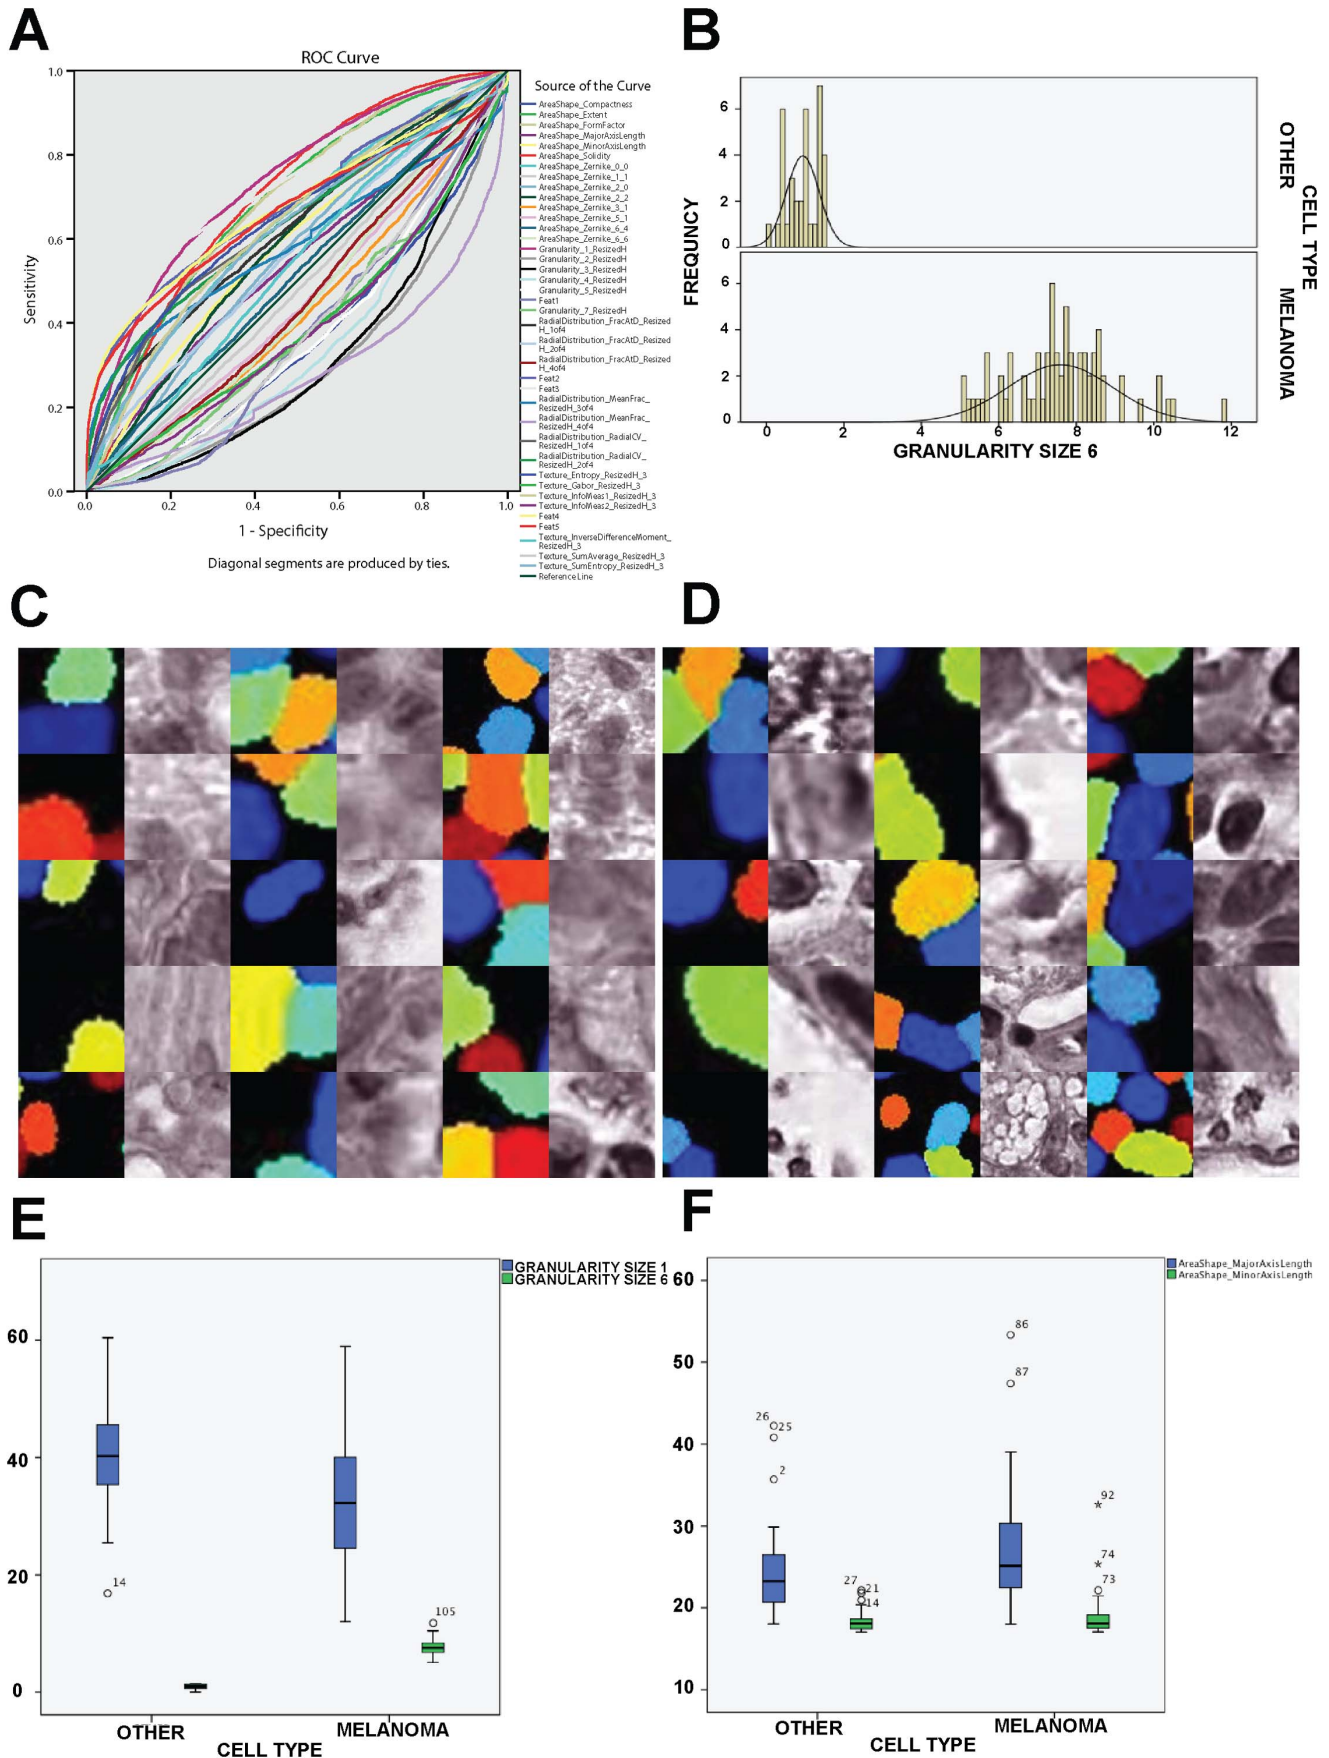 A
ROC Curve
Sensitivity
1.0
0.8
0.6
0.4
0.2
0.0
0.0 0.2 0.4 0.6 0.8 1.0
1 - Specificity
Diagonal segments are produced by ties.
Source of the Curve
AreaShape_Compactness
AreaShape_Extent
AreaShape_FormFactor
AreaShape_MajorAxisLength
AreaShape_MinorAxisLength
AreaShape_Solidity
AreaShape_Zernike_0_0
AreaShape_Zernike_1_1
AreaShape_Zernike_2_0
AreaShape_Zernike_2_2
AreaShape_Zernike_3_1
AreaShape_Zernike_5_1
AreaShape_Zernike_6_4
AreaShape_Zernike_6_6
Granularity_1_ResizedH
Granularity_2_ResizedH
Granularity_3_ResizedH
Granularity_4_ResizedH
Granularity_5_ResizedH
Feat1
Granularity_7_ResizedH
RadialDistribution_FracAtD_Resized
H_1of4
RadialDistribution_FracAtD_Resized
H_2of4
RadialDistribution_FracAtD_Resized
H_4of4
Feat2
Feat3
RadialDistribution_MeanFrac_
ResizedH_3of4
RadialDistribution_MeanFrac_
ResizedH_4of4
RadialDistribution_RadialCV_
ResizedH_1of4
RadialDistribution_RadialCV_
ResizedH_2of4
Texture_Entropy_ResizedH_3
Texture_Gabor_ResizedH_3
Texture_InfoMeas1_ResizedH_3
Texture_InfoMeas2_ResizedH_3
Feat4
Feat5
Texture_InverseDifferenceMoment_
ResizedH_3
Texture_SumAverage_ResizedH_3
Texture_SumEntropy_ResizedH_3
Reference Line
B
FREQUNCY
6
4
2
0
6
4
2
0
0 2 4 6 8 10 12
GRANULARITY SIZE 6
OTHER
MELANOMA
CELL TYPE
C
D
E
60
40
20
0
14
105
OTHER MELANOMA
CELL TYPE
GRANULARITY SIZE 1
GRANULARITY SIZE 6
F
60
50
40
30
20
10
26
25
2
27
21
14
86
87
92
74
73
OTHER MELANOMA
CELL TYPE
AreaShape_MajorAxisLength
AreaShape_MinorAxisLength